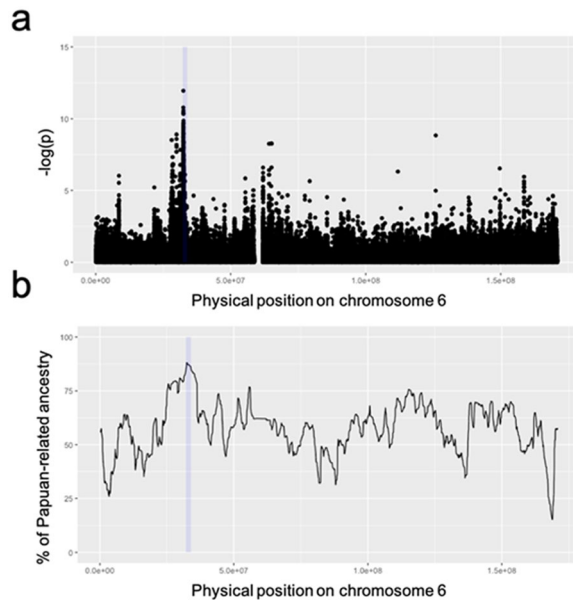 a
15
10
5
0
-log(p)
0.0e+00 5.0e+07 1.0e+08 1.5e+08
Physical position on chromosome 6
b
100
75
50
25
0
% of Papuan-related ancestry
0.0e+00 5.0e+07 1.0e+08 1.5e+08
Physical position on chromosome 6